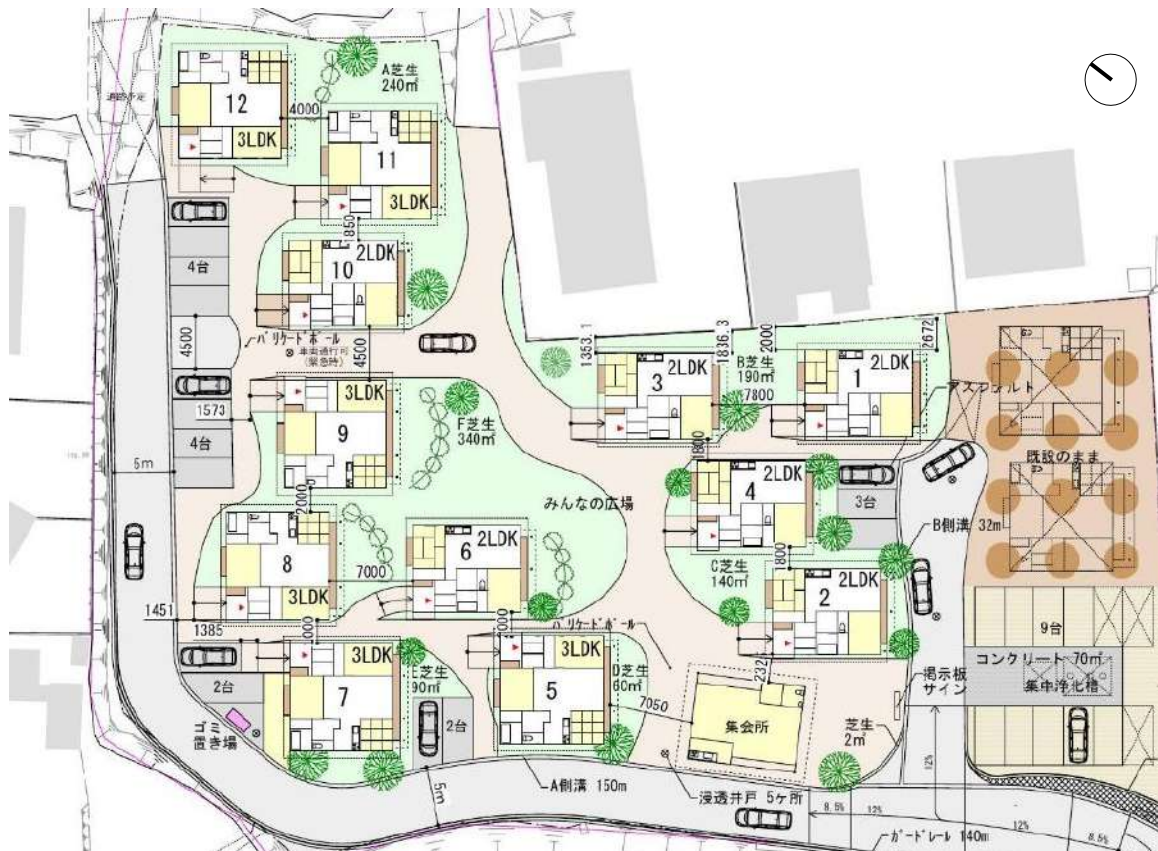 A芝生
240㎡
12
4000
3LDK
11
3LDK
1850
2LDK
10
4台
4500
バリケードポール
車両通行可
(緊急時)
4500
1573
3LDK
9
F芝生
340㎡
4台
5m
2000
8
3LDK
7000
6
2LDK
1451
1385
みんなの広場
1353.1
1836.3
2000
2672
B芝生
190㎡
2LDK
3
7800
2LDK
1
アスファルト
1800
2LDK
4
3台
既設のまま
B側溝 32m
1800
C芝生
140㎡
2LDK
2
バリケードポール
3LDK
7
E芝生
90㎡
2台
ゴミ
置き場
2台
3LDK
5
D芝生
60㎡
7050
集会所
掲示板
サイン
芝生
2㎡
9台
コンクリート 70㎡
集中浄化槽
12%
A側溝 150m
5m
浸透井戸 5ヶ所
8.5%
12%
12%
8.5%
ガードレール 140m